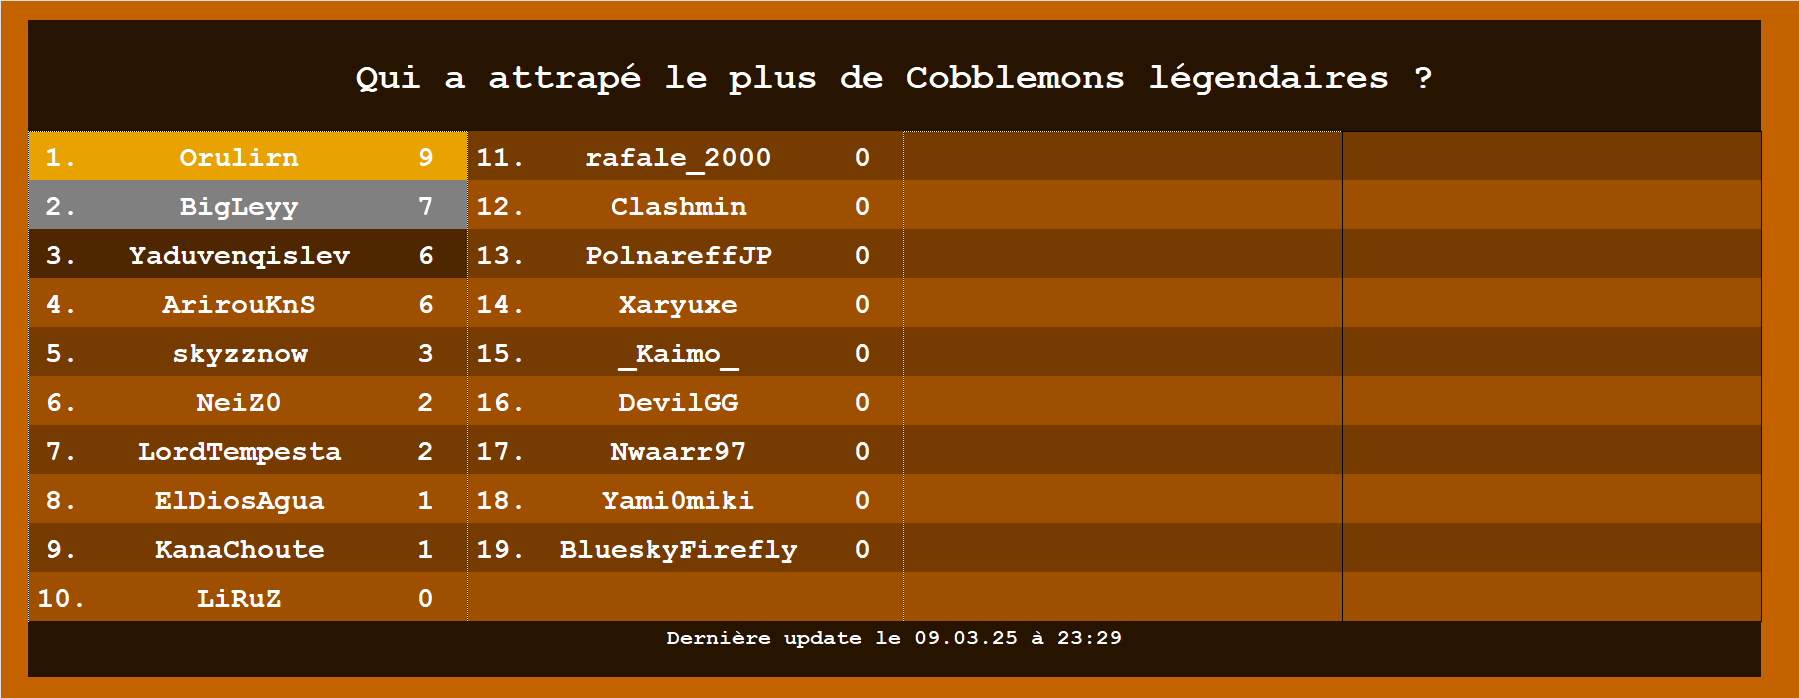 Qui a attrapé le plus de Cobblemons légendaires ?
1. Orulirn 9
2. BigLeyy 7
3. Yaduvenqislev 6
4. ArirouKnS 6
5. skyzznow 3
6. NeiZ0 2
7. LordTempesta 2
8. ElDiosAgua 1
9. KanaChoute 1
10. LiRuZ 0
11. rafale_2000 0
12. Clashmin 0
13. PolnareffJP 0
14. Xaryuxe 0
15. _Kaimo_ 0
16. DevilGG 0
17. Nwaarr97 0
18. Yami0miki 0
19. BlueskyFirefly 0
Dernière update le 09.03.25 à 23:29